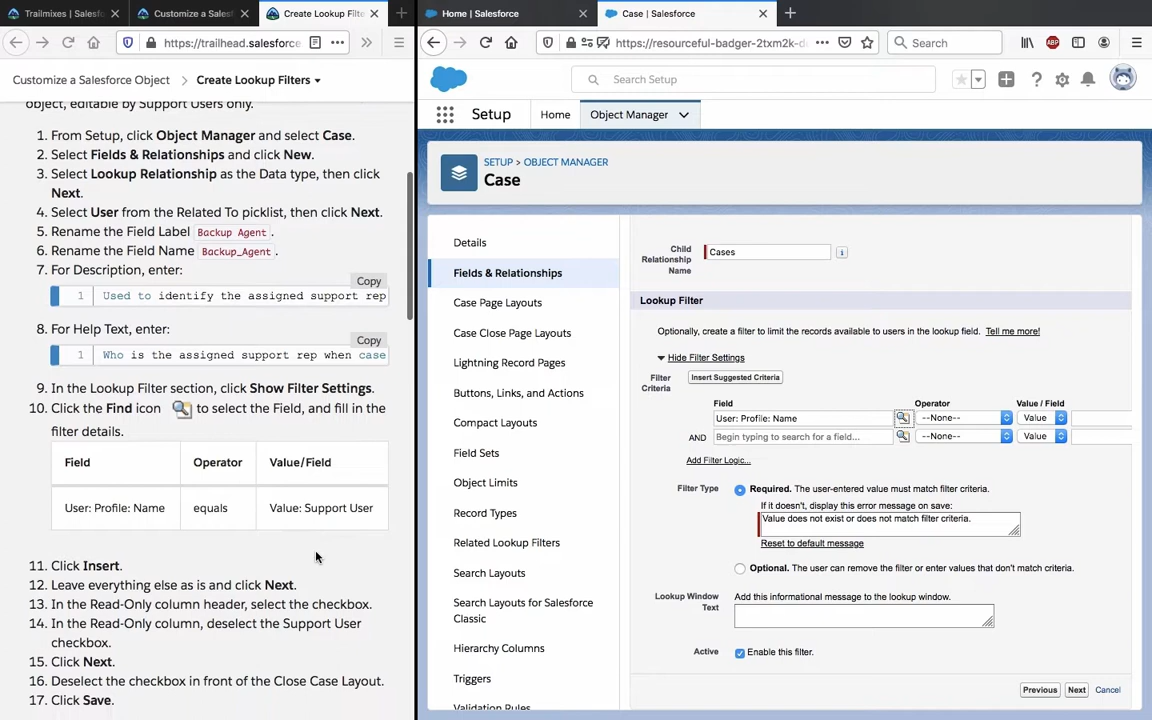 Trailmixes | Salesforce
Customize a Salesfo
Create Lookup Filte
Home | Salesforce
Case | Salesforce
https://trailhead.salesforce
https://resourceful-badger-2txm2k-d
Search
Customize a Salesforce Object
Create Lookup Filters
object, editable by Support Users only.
1. From Setup, click Object Manager and select Case.
2. Select Fields & Relationships and click New.
3. Select Lookup Relationship as the Data type, then click
Next.
4. Select User from the Related To picklist, then click Next.
5. Rename the Field Label Backup Agent .
6. Rename the Field Name Backup_Agent .
7. For Description, enter:
Copy
1 Used to identify the assigned support rep
8. For Help Text, enter:
Copy
1 Who is the assigned support rep when case
9. In the Lookup Filter section, click Show Filter Settings.
10. Click the Find icon to select the Field, and fill in the
filter details.
Field Operator Value/Field
User: Profile: Name equals Value: Support User
11. Click Insert.
12. Leave everything else as is and click Next.
13. In the Read-Only column header, select the checkbox.
14. In the Read-Only column, deselect the Support User
checkbox.
15. Click Next.
16. Deselect the checkbox in front of the Close Case Layout.
17. Click Save.
Search Setup
Setup
Home
Object Manager
SETUP > OBJECT MANAGER
Case
Details
Fields & Relationships
Case Page Layouts
Case Close Page Layouts
Lightning Record Pages
Buttons, Links, and Actions
Compact Layouts
Field Sets
Object Limits
Record Types
Related Lookup Filters
Search Layouts
Search Layouts for Salesforce
Classic
Hierarchy Columns
Triggers
Validation Rules
Child
Relationship
Name
Cases
Lookup Filter
Optionally, create a filter to limit the records available to users in the lookup field. Tell me more!
Hide Filter Settings
Filter
Criteria
Insert Suggested Criteria
Field Operator Value / Field
User: Profile: Name --None-- Value
AND Begin typing to search for a field... --None-- Value
Add Filter Logic...
Filter Type
Required. The user-entered value must match filter criteria.
If it doesn't, display this error message on save:
Value does not exist or does not match filter criteria.
Reset to default message
Optional. The user can remove the filter or enter values that don't match criteria.
Lookup Window
Text
Add this informational message to the lookup window.
Active Enable this filter.
Previous Next Cancel